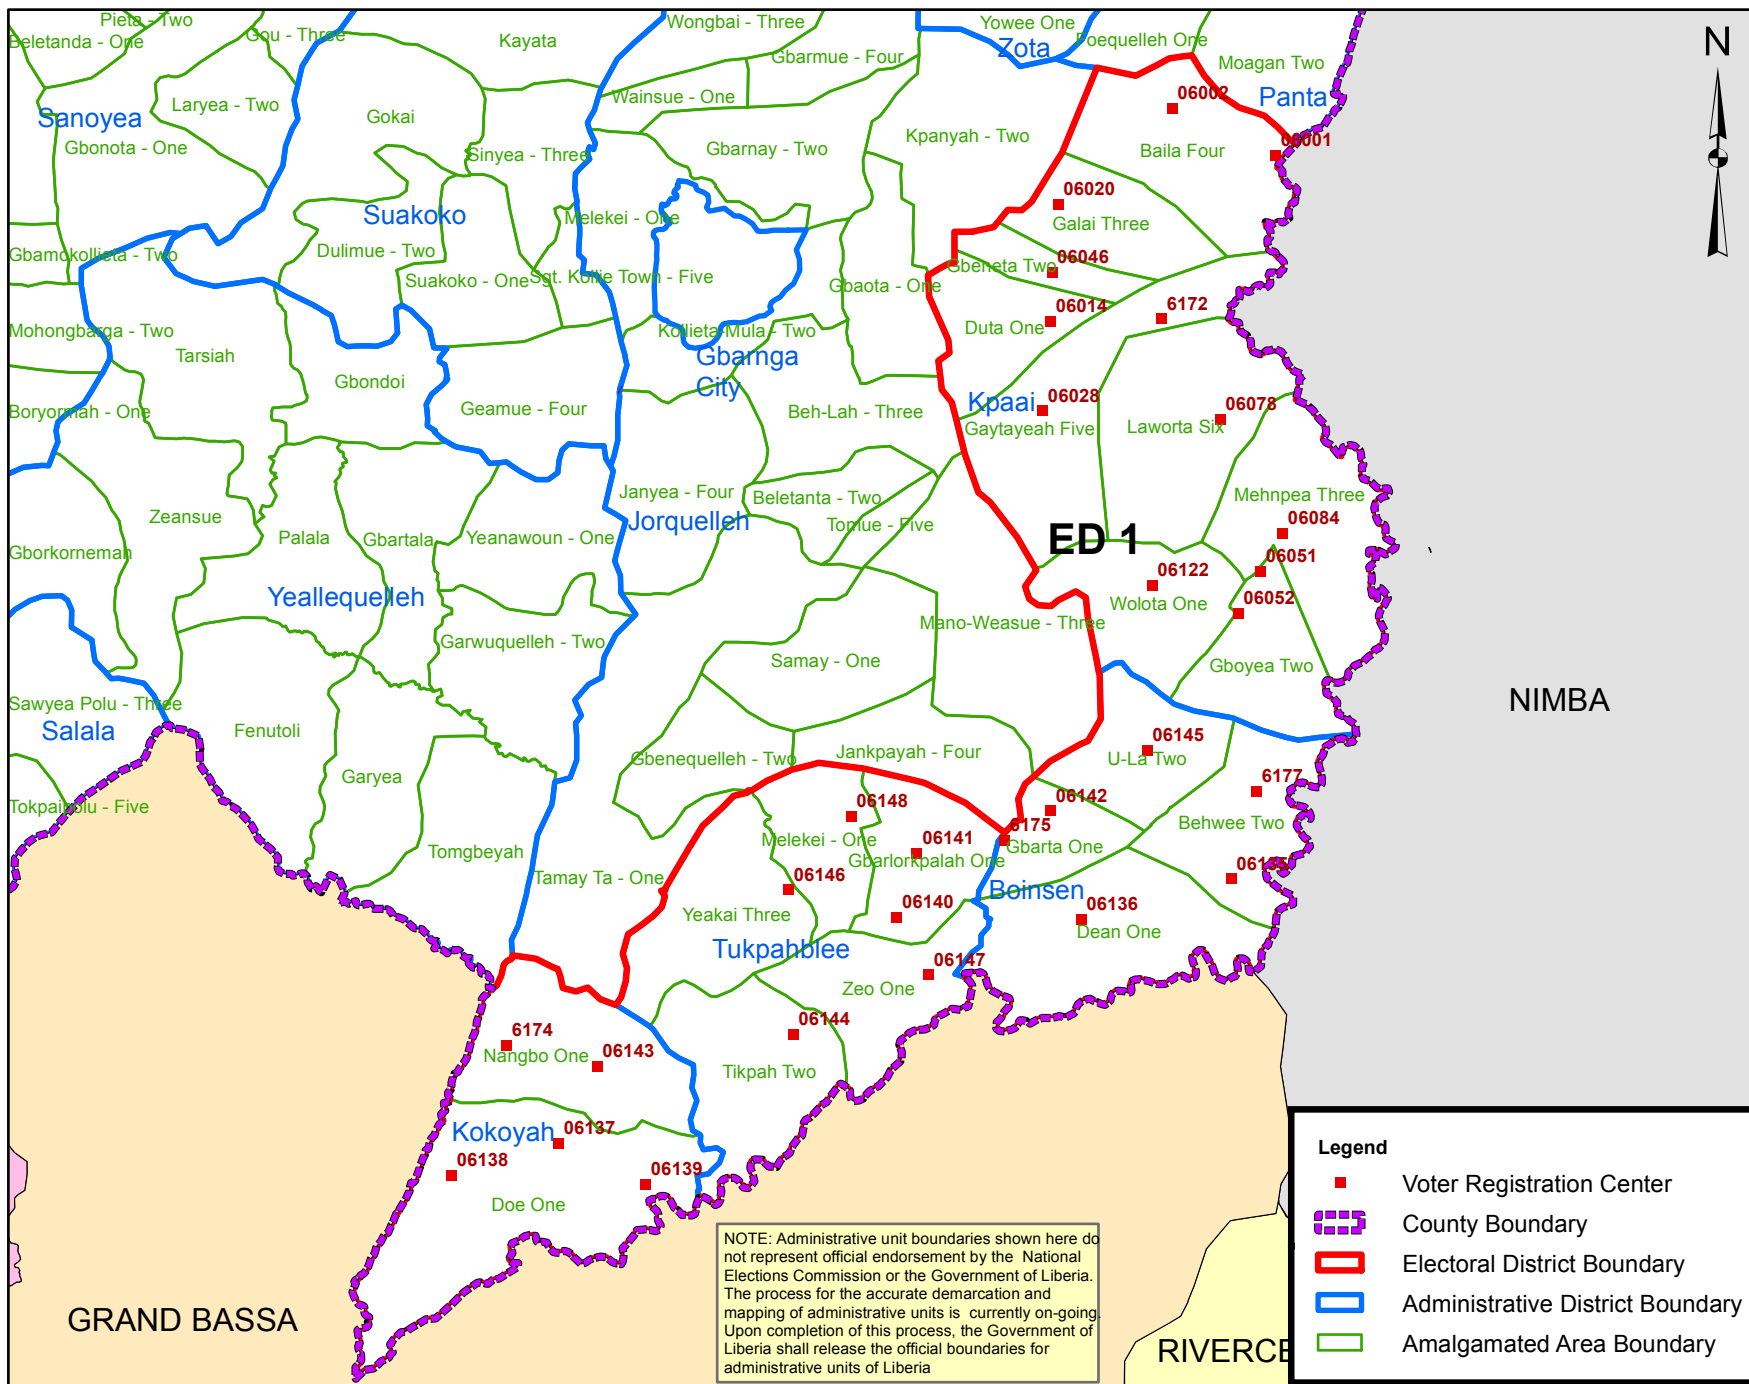 Pieta - Two
Beletanda - One
Gou - Three
Kayata
Wongbai - Three
Gbarmue - Four
Yowee One
Zota
Poequelleh One
Moagan Two
N
Laryea - Two
Sanoyea
Gbonota - One
Gokai
Wainsue - One
Panta
06002
06001
Sinyea - Three
Gbarnay - Two
Kpanyah - Two
Baila Four
06020
Suakoko
Melekei - One
Galai Three
Gbamokollieta - Two
Dulimue - Two
Suakoko - One
Sgt. Kollie Town - Five
Gbaota - One
Gbeneta Two
06046
Mohongbarga - Two
Tarsiah
Kollieta-Mula - Two
Duta One
06014
6172
Gbarnga
City
Gbondoi
Boryormah - One
Geamue - Four
Beh-Lah - Three
Kpaai
06028
Gaytayeah Five
06078
Laworta Six
Janyea - Four
Beletanta - Two
Mehnpea Three
Zeansue
Jorquelleh
Tomue - Five
06084
Gborkornemah
Palala
Gbartala
Yeanawoun - One
ED 1
06051
06122
Wolota One
06052
Yeallequelleh
Garwuquelleh - Two
Mano-Weasue - Three
Samay - One
Gboyea Two
Sawyea Polu - Three
Salala
Fenutoli
NIMBA
Gbenequelleh - Two
Jankpayah - Four
06145
U-La Two
Garyea
6177
Tokpaipolu - Five
06148
06142
Behwee Two
Melekei - One
06141
6175
Gbarta One
Gbarlorkpalah One
Tomgbeyah
Tamay Ta - One
06146
06135
Boinsen
Yeakai Three
06140
06136
Dean One
Tukpahblee
06147
Zeo One
6174
Nangbo One
06143
06144
Tikpah Two
Kokoyah
06137
06138
06139
Doe One
GRAND BASSA
NOTE: Administrative unit boundaries shown here do
not represent official endorsement by the National
Elections Commission or the Government of Liberia.
The process for the accurate demarcation and
mapping of administrative units is currently on-going.
Upon completion of this process, the Government of
Liberia shall release the official boundaries for
administrative units of Liberia
RIVERCE
Legend
Voter Registration Center
County Boundary
Electoral District Boundary
Administrative District Boundary
Amalgamated Area Boundary